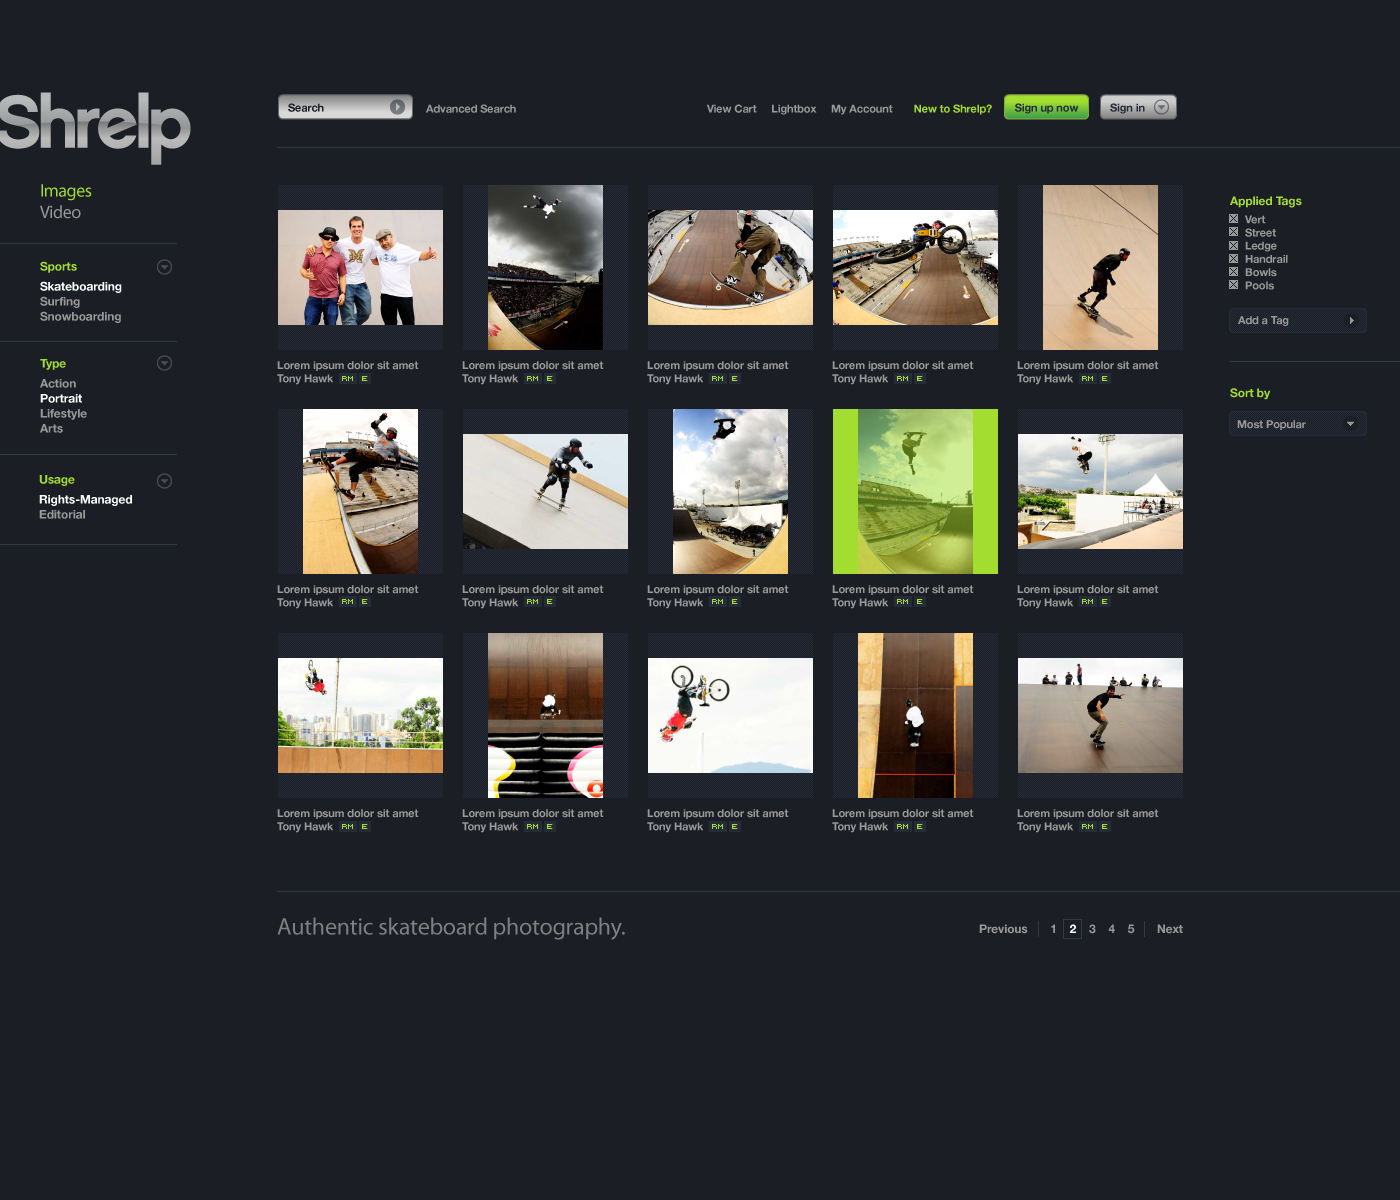 Shrelp
Search
Advanced Search
View Cart
Lightbox
My Account
New to Shrelp?
Sign up now
Sign in
Images
Video
Sports
Skateboarding
Surfing
Snowboarding
Type
Action
Portrait
Lifestyle
Arts
Usage
Rights-Managed
Editorial
Lorem ipsum dolor sit amet
Tony Hawk RM E
Lorem ipsum dolor sit amet
Tony Hawk RM E
Lorem ipsum dolor sit amet
Tony Hawk RM E
Lorem ipsum dolor sit amet
Tony Hawk RM E
Lorem ipsum dolor sit amet
Tony Hawk RM E
Lorem ipsum dolor sit amet
Tony Hawk RM E
Lorem ipsum dolor sit amet
Tony Hawk RM E
Lorem ipsum dolor sit amet
Tony Hawk RM E
Lorem ipsum dolor sit amet
Tony Hawk RM E
Lorem ipsum dolor sit amet
Tony Hawk RM E
Lorem ipsum dolor sit amet
Tony Hawk RM E
Lorem ipsum dolor sit amet
Tony Hawk RM E
Lorem ipsum dolor sit amet
Tony Hawk RM E
Lorem ipsum dolor sit amet
Tony Hawk RM E
Lorem ipsum dolor sit amet
Tony Hawk RM E
Applied Tags
Vert
Street
Ledge
Handrail
Bowls
Pools
Add a Tag
Sort by
Most Popular
Authentic skateboard photography.
Previous 1 2 3 4 5 Next